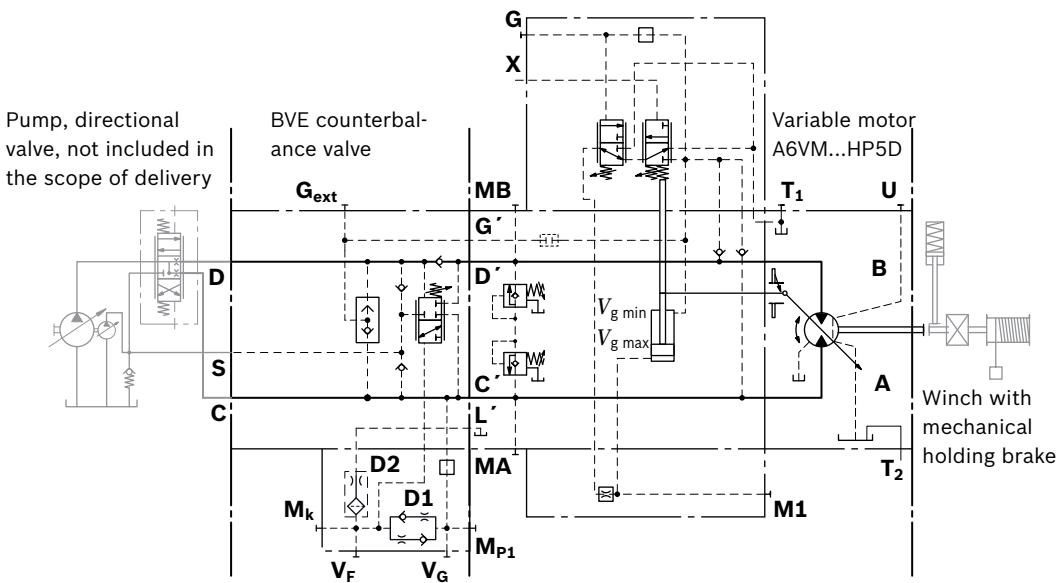 G
X
Pump, directional
valve, not included in
the scope of delivery
BVE counterbal-
ance valve
Variable motor
A6VM...HP5D
Gext
MB
T1
U
G´
D
D´
B
Vg min
Vg max
S
C´
A
C
L´
Winch with
mechanical
holding brake
D2
MA
T2
D1
Mk
M1
MP1
VF
VG